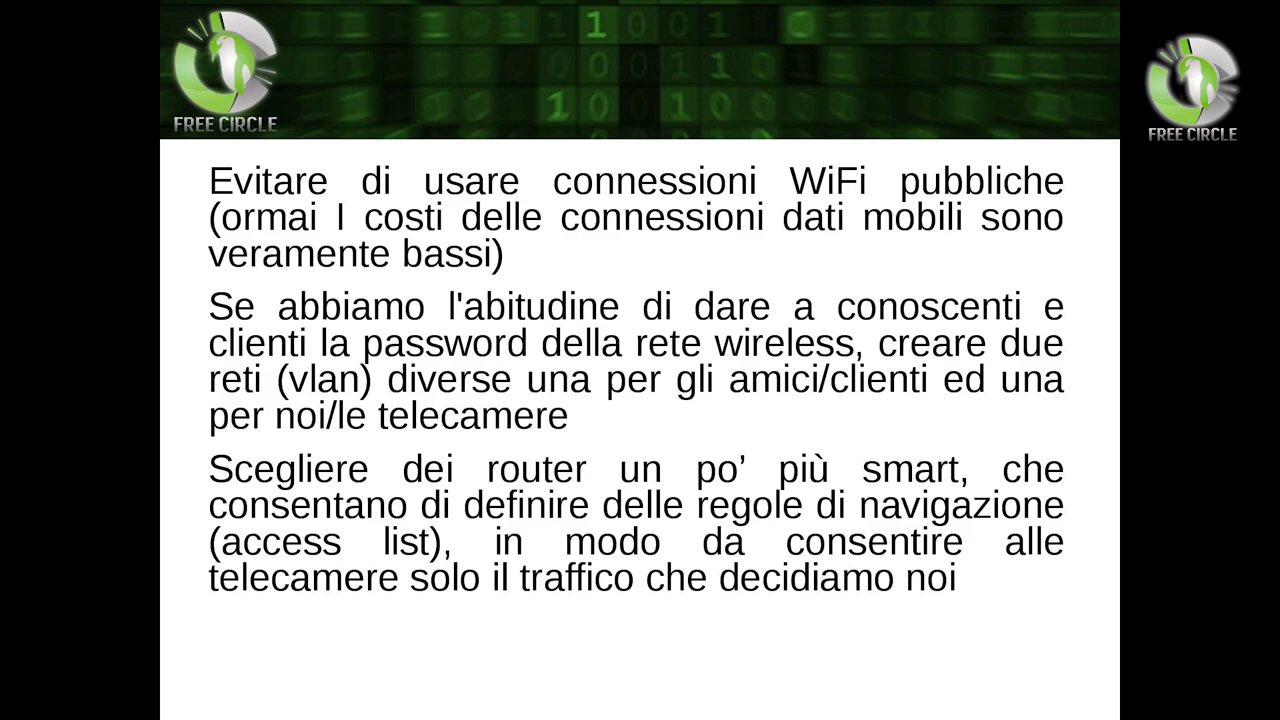 FREE CIRCLE
FREE CIRCLE
Evitare di usare connessioni WiFi pubbliche
(ormai I costi delle connessioni dati mobili sono
veramente bassi)
Se abbiamo l'abitudine di dare a conoscenti e
clienti la password della rete wireless, creare due
reti (vlan) diverse una per gli amici/clienti ed una
per noi/le telecamere
Scegliere dei router un po’ più smart, che
consentano di definire delle regole di navigazione
(access list), in modo da consentire alle
telecamere solo il traffico che decidiamo noi